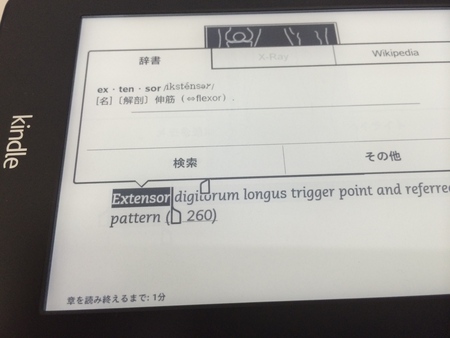 kindle
辞書
X-Ray
Wikipedia
ex・ten・sor /ıksténsər/
[名]〔解剖〕伸筋（⇔flexor）.
検索
その他
Extensor digitorum longus trigger point and referre
pattern ( 260)
章を読み終えるまで: 1分